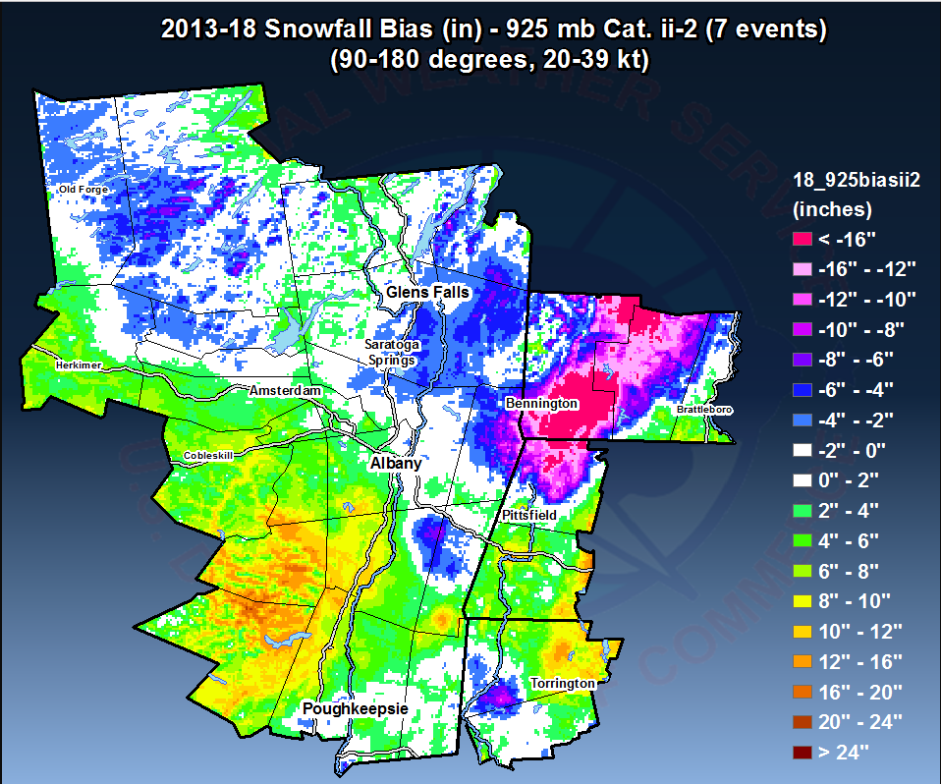 2013-18 Snowfall Bias (in) - 925 mb Cat. ii-2 (7 events)
(90-180 degrees, 20-39 kt)
18_925biasii2
(inches)
< -16"
-16" - -12"
-12" - -10"
-10" - -8"
-8" - -6"
-6" - -4"
-4" - -2"
-2" - 0"
0" - 2"
2" - 4"
4" - 6"
6" - 8"
8" - 10"
10" - 12"
12" - 16"
16" - 20"
20" - 24"
> 24"
Old Forge
Glens Falls
Saratoga
Springs
Herkimer
Amsterdam
Bennington
Brattleboro
Cobleskill
Albany
Pittsfield
Torrington
Poughkeepsie